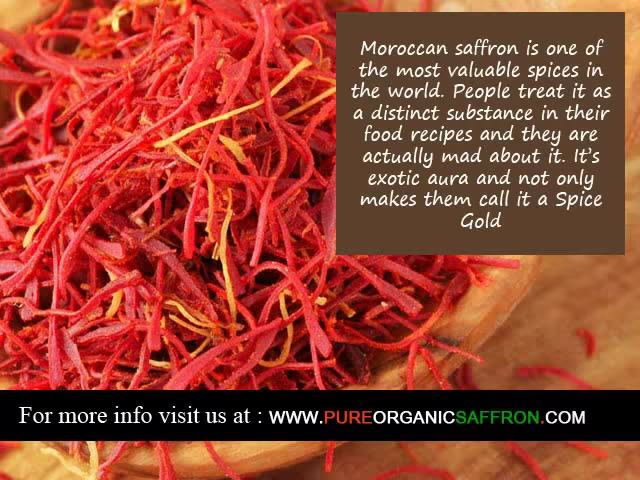 Moroccan saffron is one of
the most valuable spices in
the world. People treat it as
a distinct substance in their
food recipes and they are
actually mad about it. It's
exotic aura and not only
makes them call it a Spice
Gold
For more info visit us at : WWW.PUREORGANICSAFFRON.COM